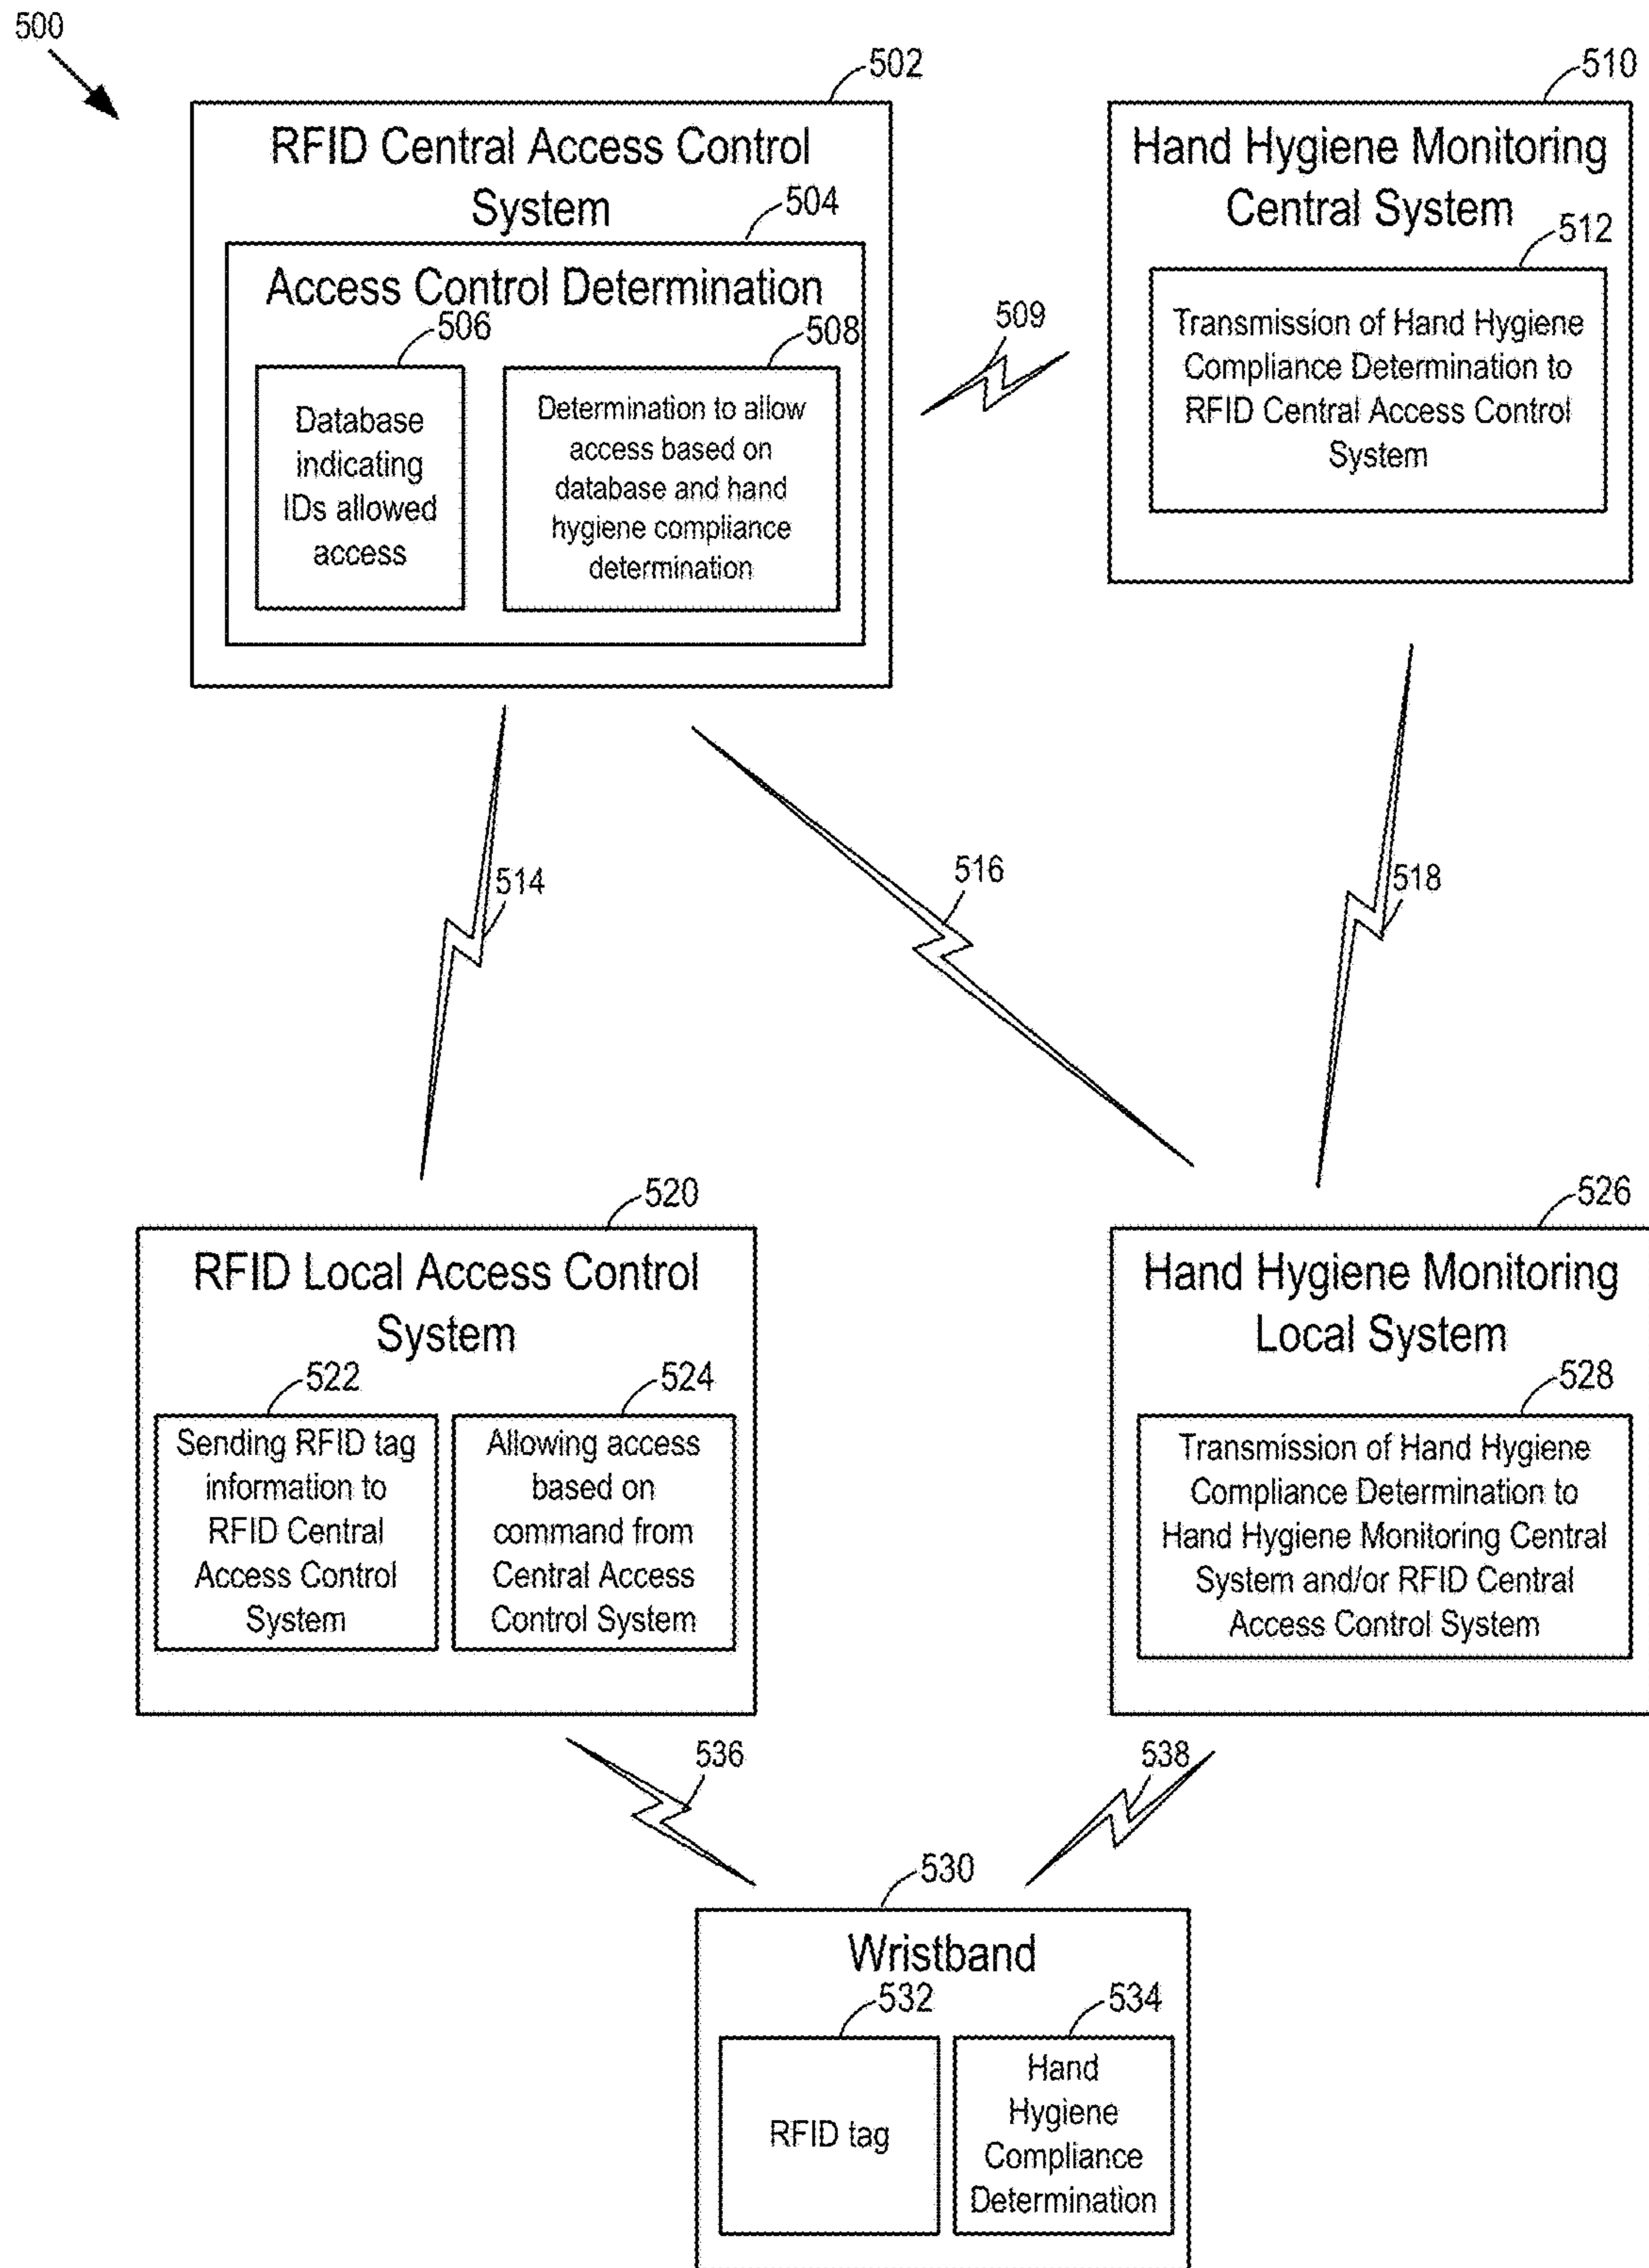 500
502
RFID Central Access Control
System
504
Access Control Determination
506
508
Database
indicating
IDs allowed
access
Determination to allow
access based on
database and hand
hygiene compliance
determination
509
510
Hand Hygiene Monitoring
Central System
512
Transmission of Hand Hygiene
Compliance Determination to
RFID Central Access Control
System
514
516
518
520
RFID Local Access Control
System
522
524
Sending RFID tag
information to
RFID Central
Access Control
System
Allowing access
based on
command from
Central Access
Control System
526
Hand Hygiene Monitoring
Local System
528
Transmission of Hand Hygiene
Compliance Determination to
Hand Hygiene Monitoring Central
System and/or RFID Central
Access Control System
536
538
530
Wristband
532
534
RFID tag
Hand
Hygiene
Compliance
Determination